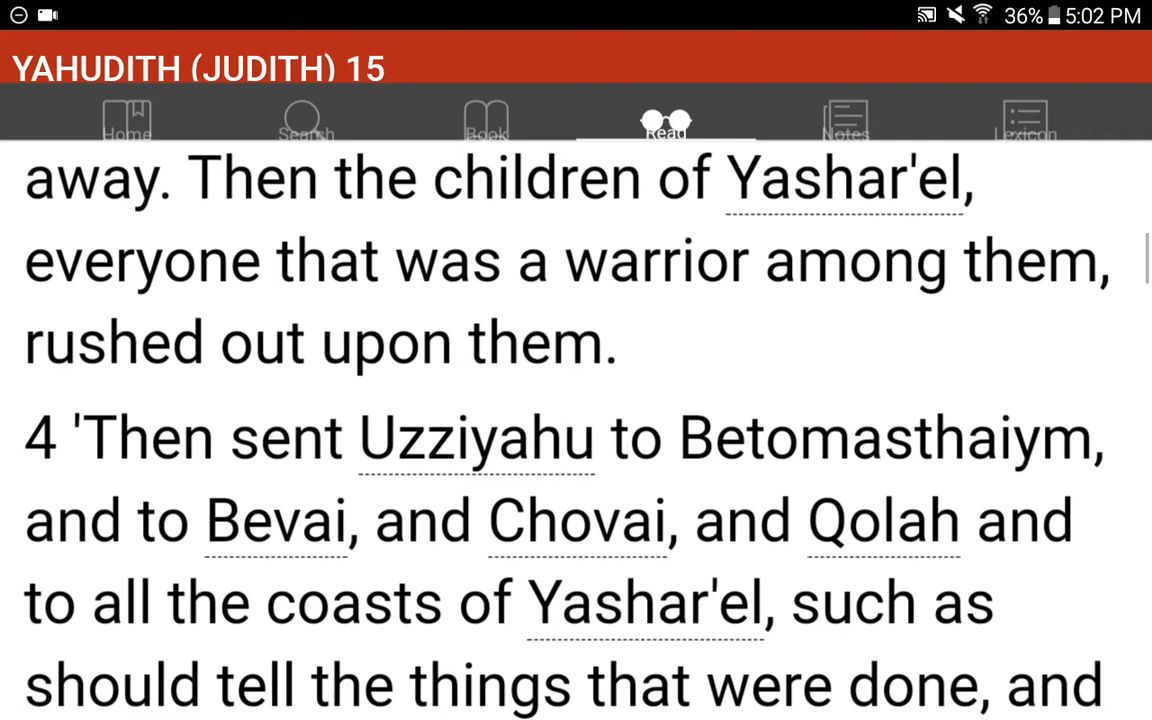 36% 5:02 PM
YAHUDITH (JUDITH) 15
Home Search Book Read Notes Lexicon
away. Then the children of Yashar'el,
everyone that was a warrior among them,
rushed out upon them.
4 'Then sent Uzziyahu to Betomasthaiym,
and to Bevai, and Chovai, and Qolah and
to all the coasts of Yashar'el, such as
should tell the things that were done, and